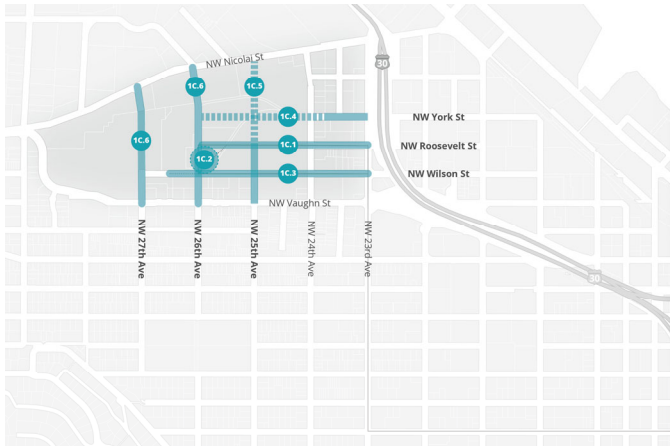 30
NW Nicolai St
1C.6
1C.5
1C.4
NW York St
1C.6
1C.1
NW Roosevelt St
1C.2
1C.3
NW Wilson St
NW Vaughn St
NW 27th Ave
NW 26th Ave
NW 25th Ave
NW 24th Ave
NW 23rd Ave
30